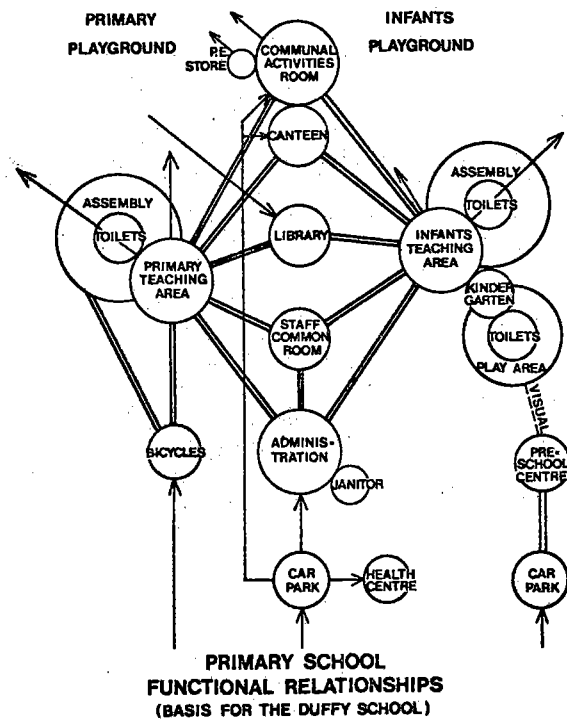 PRIMARY
PLAYGROUND
INFANTS
PLAYGROUND
P.E.
STORE
COMMUNAL
ACTIVITIES
ROOM
CANTEEN
ASSEMBLY
TOILETS
ASSEMBLY
TOILETS
LIBRARY
PRIMARY
TEACHING
AREA
INFANTS
TEACHING
AREA
KINDER
GARTEN
STAFF
COMMON
ROOM
TOILETS
PLAY AREA
VISUAL
BICYCLES
ADMINIS-
TRATION
JANITOR
PRE-
SCHOOL
CENTRE
CAR
PARK
HEALTH
CENTRE
CAR
PARK
PRIMARY SCHOOL
FUNCTIONAL RELATIONSHIPS
(BASIS FOR THE DUFFY SCHOOL)